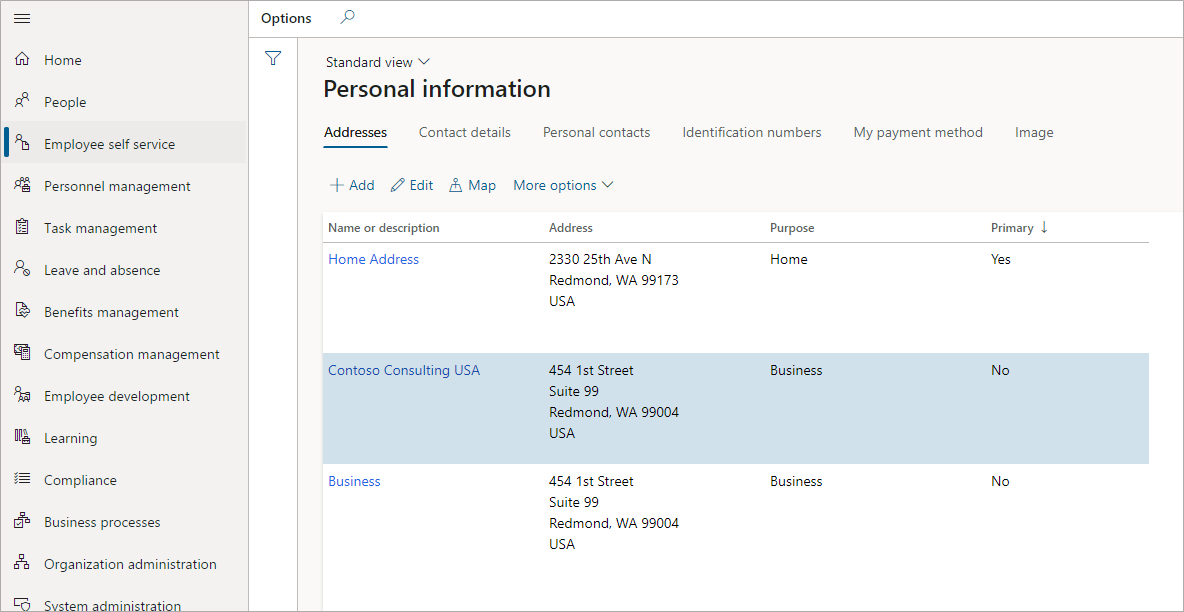 Options
Home
People
Employee self service
Personnel management
Task management
Leave and absence
Benefits management
Compensation management
Employee development
Learning
Compliance
Business processes
Organization administration
System administration
Standard view
Personal information
Addresses Contact details Personal contacts Identification numbers My payment method Image
Add Edit Map More options
Name or description Address Purpose Primary
Home Address 2330 25th Ave N Home Yes
Redmond, WA 99173
USA
Contoso Consulting USA 454 1st Street Business No
Suite 99
Redmond, WA 99004
USA
Business 454 1st Street Business No
Suite 99
Redmond, WA 99004
USA